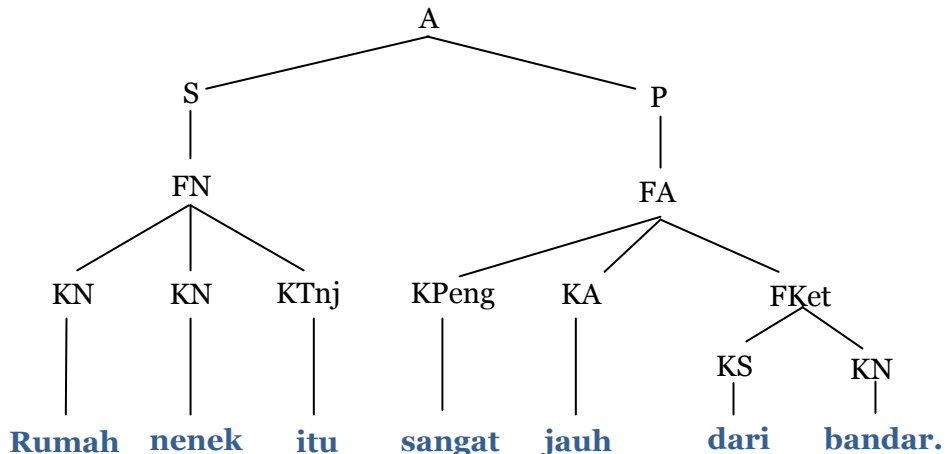 A
S P
FN FA
KN KN KTnj KPeng KA FKet
KS KN
Rumah nenek itu sangat jauh dari bandar.